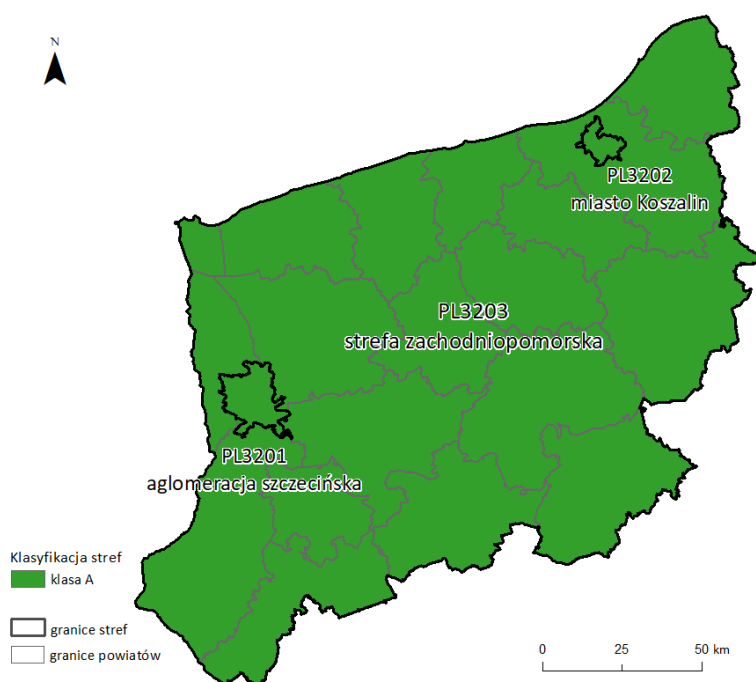 N
PL3202
miasto Koszalin
PL3203
strefa zachodniopomorska
PL3201
aglomeracja szczecińska
Klasyfikacja stref
klasa A
granice stref
granice powiatów
0 25 50 km